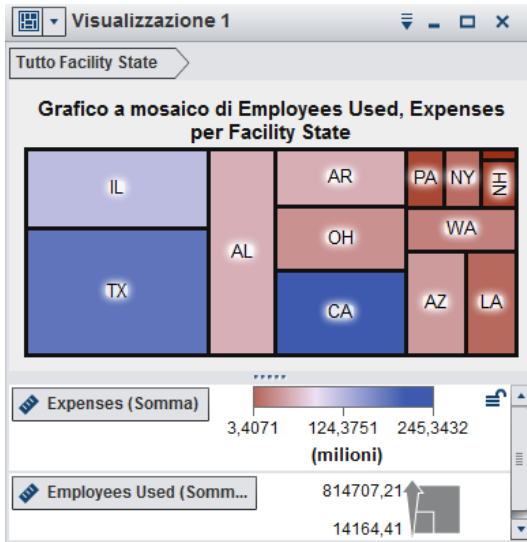 Visualizzazione 1
Tutto Facility State
Grafico a mosaico di Employees Used, Expenses
per Facility State
IL
TX
AL
AR
OH
CA
PA
NY
NH
WA
AZ
LA
Expenses (Somma)
3,4071 124,3751 245,3432
(milioni)
Employees Used (Somm...
814707,21
14164,41